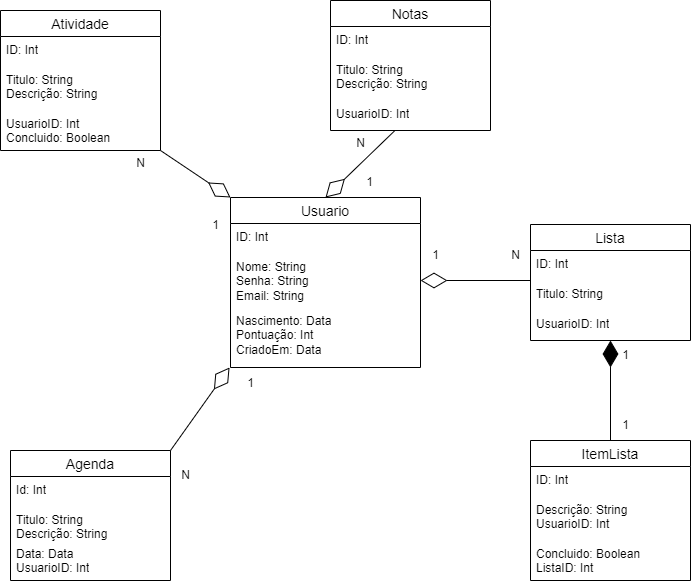 Atividade
ID: Int
Titulo: String
Descrição: String
UsuarioID: Int
Concluido: Boolean
N
1
Notas
ID: Int
Titulo: String
Descrição: String
UsuarioID: Int
N
1
Usuario
ID: Int
Nome: String
Senha: String
Email: String
Nascimento: Data
Pontuação: Int
CriadoEm: Data
1
N
Lista
ID: Int
Titulo: String
UsuarioID: Int
1
1
1
N
Agenda
Id: Int
Titulo: String
Descrição: String
Data: Data
UsuarioID: Int
ItemLista
ID: Int
Descrição: String
UsuarioID: Int
Concluido: Boolean
ListaID: Int